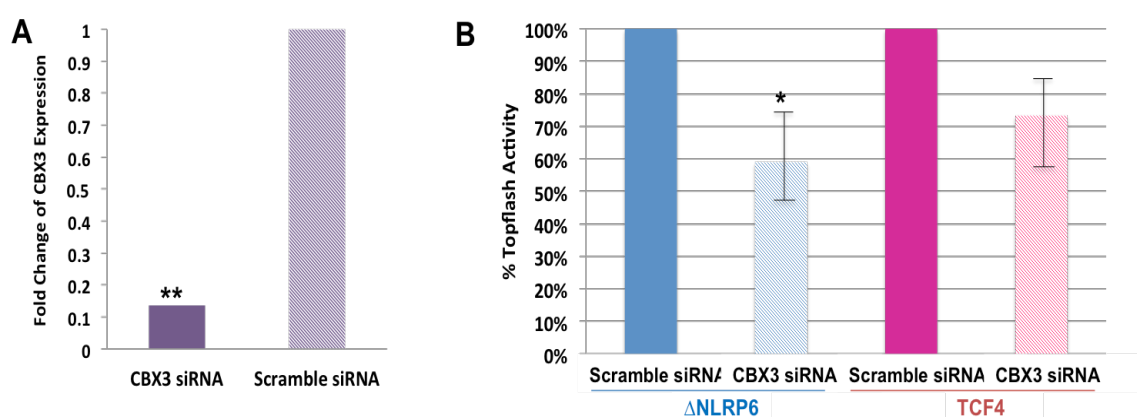 A
Fold Change of CBX3 Expression
1
0.9
0.8
0.7
0.6
0.5
0.4
0.3
0.2
0.1
0
**
CBX3 siRNA
Scramble siRNA
B
% Topflash Activity
100%
90%
80%
70%
60%
50%
40%
30%
20%
10%
0%
*
Scramble siRNA
CBX3 siRNA
Scramble siRNA
CBX3 siRNA
ΔNLRP6
TCF4